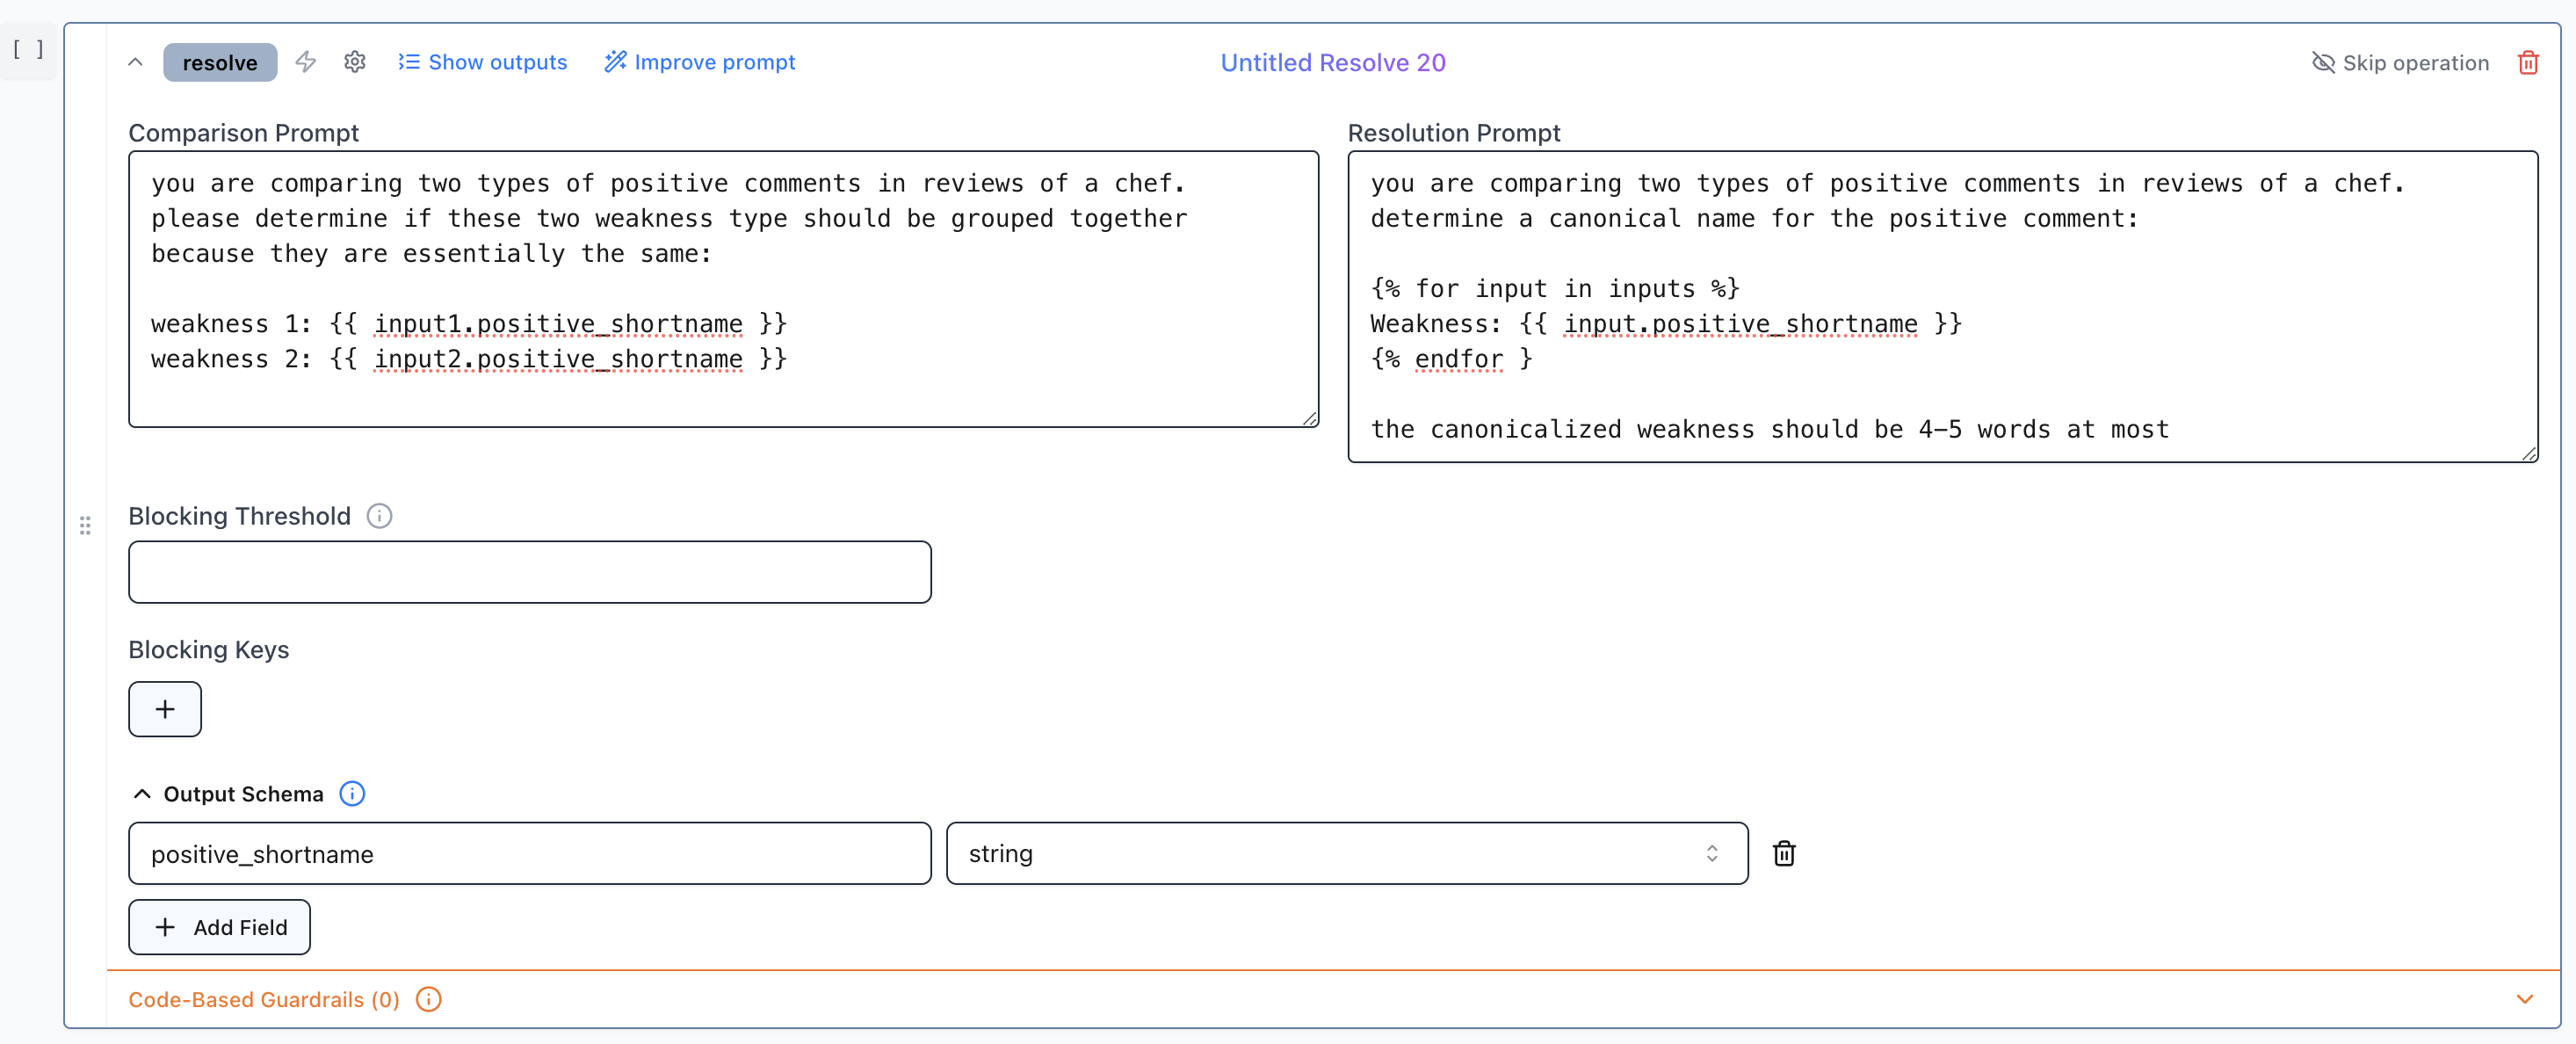 [ ]
resolve
Show outputs
Improve prompt
Untitled Resolve 20
Skip operation
Comparison Prompt
you are comparing two types of positive comments in reviews of a chef.
please determine if these two weakness type should be grouped together
because they are essentially the same:
weakness 1: {{ input1.positive_shortname }}
weakness 2: {{ input2.positive_shortname }}
Resolution Prompt
you are comparing two types of positive comments in reviews of a chef.
determine a canonical name for the positive comment:
{% for input in inputs %}
Weakness: {{ input.positive_shortname }}
{% endfor }
the canonicalized weakness should be 4-5 words at most
Blocking Threshold
Blocking Keys
+
Output Schema
positive_shortname
string
+ Add Field
Code-Based Guardrails (0)